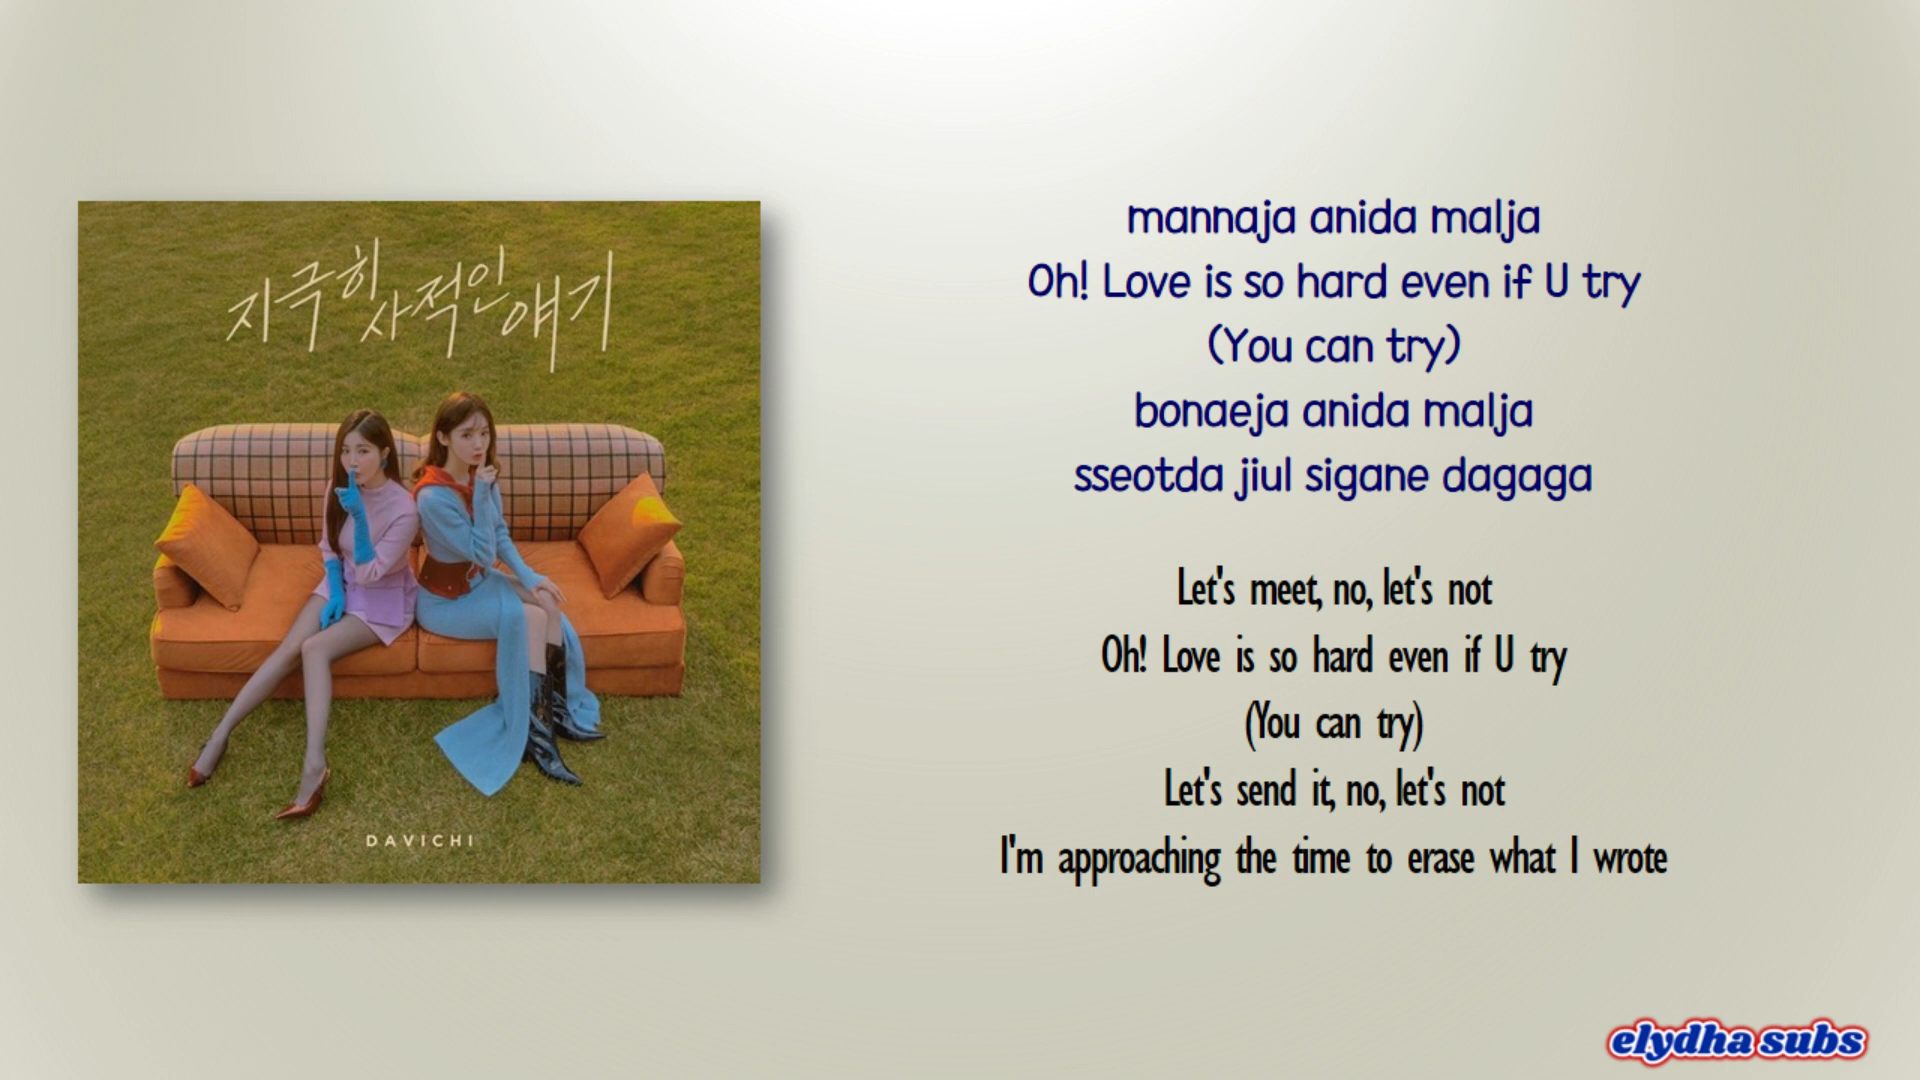 지극히
사적인
얘기
DAVICHI
mannaja anida malja
Oh! Love is so hard even if U try
(You can try)
bonaeja anida malja
sseotda jiul sigane dagaga
Let's meet, no, let's not
Oh! Love is so hard even if U try
(You can try)
Let's send it, no, let's not
I'm approaching the time to erase what I wrote
elydha subs